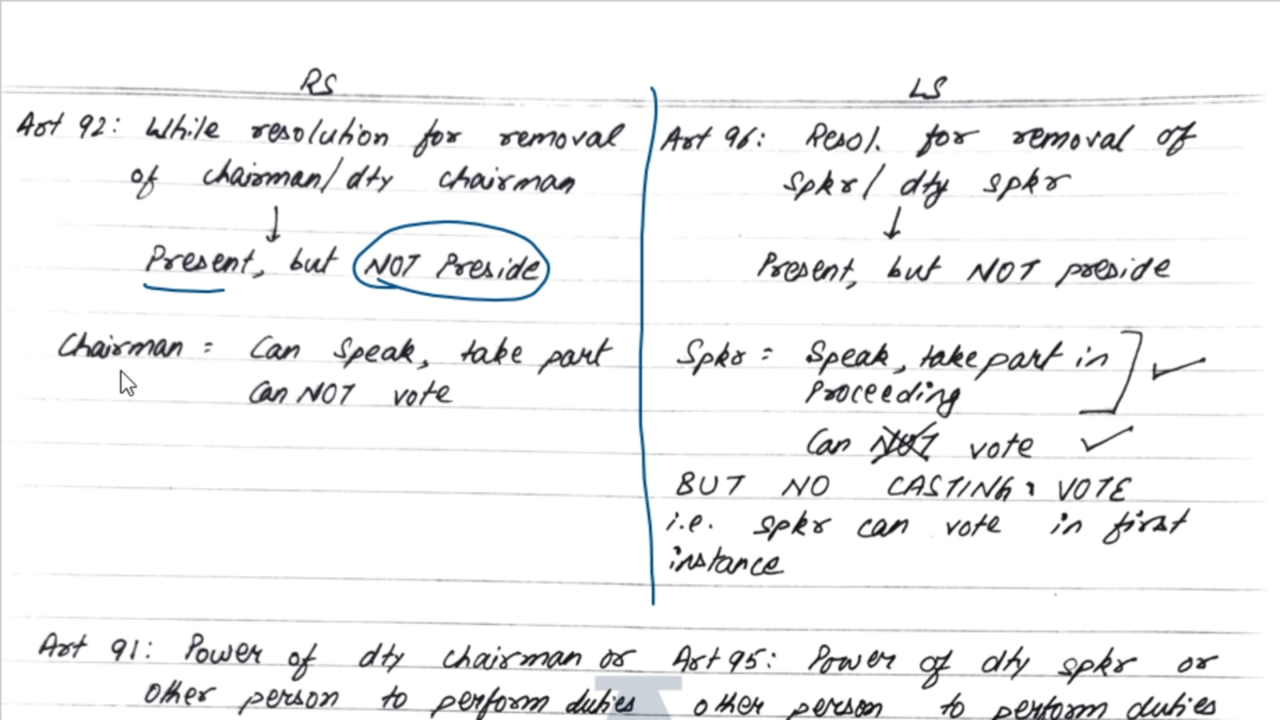 RS
Art 92: While resolution for removal
of chairman/dty chairman
Present, but NOT Preside
Chairman = Can Speak, take part
Can NOT vote
Art 91: Power of dty chairman or
other person to perform duties
LS
Art 96: Resol. for removal of
Spkr/ dty spkr
Present, but NOT preside
Spkr = Speak, take part in
Proceeding
Can NOT vote
BUT NO CASTING VOTE
i.e. spkr can vote in first
instance
Art 95: Power of dty spkr or
other person to perform duties